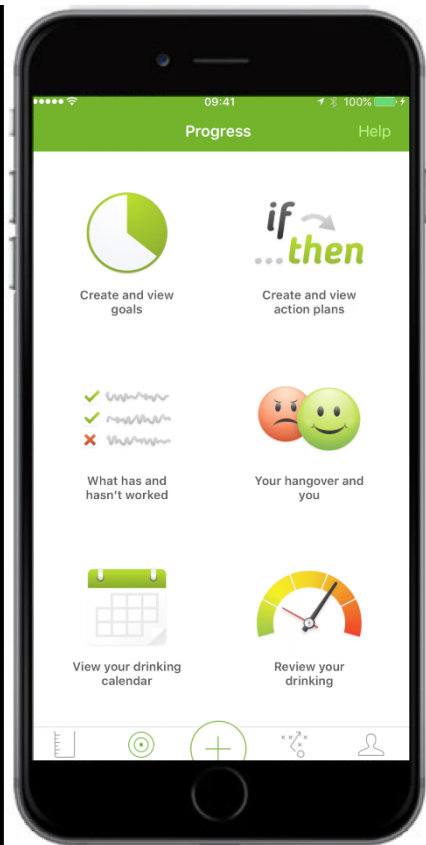 09:41
100%
Progress
Help
if
...then
Create and view
goals
Create and view
action plans
What has and
hasn't worked
Your hangover and
you
View your drinking
calendar
Review your
drinking